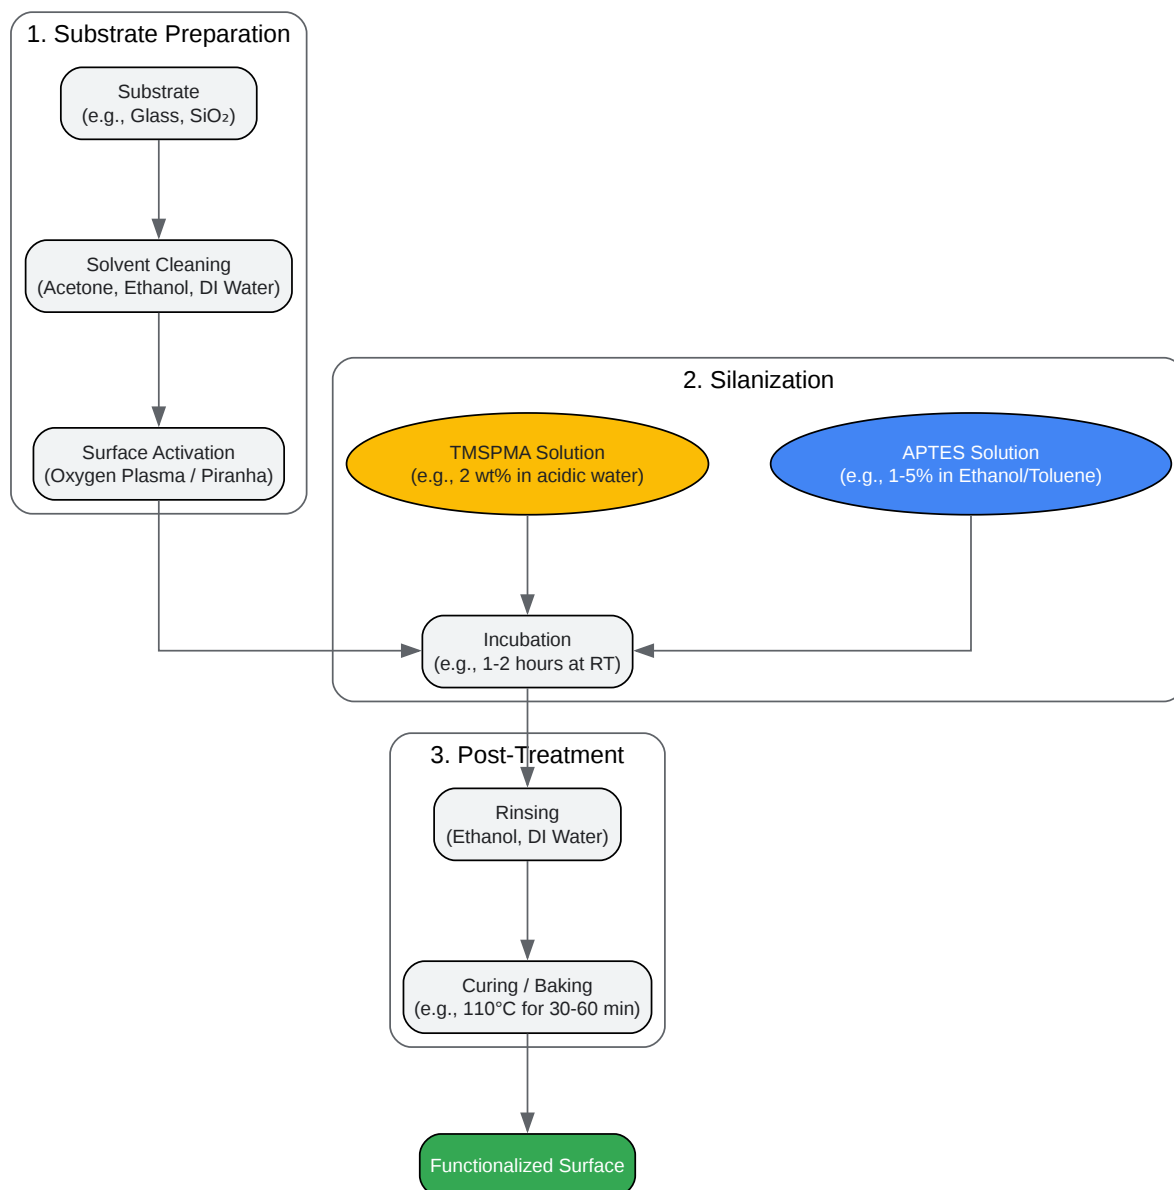 1. Substrate Preparation
Substrate
(e.g., Glass, SiO₂)
Solvent Cleaning
(Acetone, Ethanol, DI Water)
Surface Activation
(Oxygen Plasma / Piranha)
2. Silanization
TMSPMA Solution
(e.g., 2 wt% in acidic water)
APTES Solution
(e.g., 1-5% in Ethanol/Toluene)
Incubation
(e.g., 1-2 hours at RT)
3. Post-Treatment
Rinsing
(Ethanol, DI Water)
Curing / Baking
(e.g., 110°C for 30-60 min)
Functionalized Surface